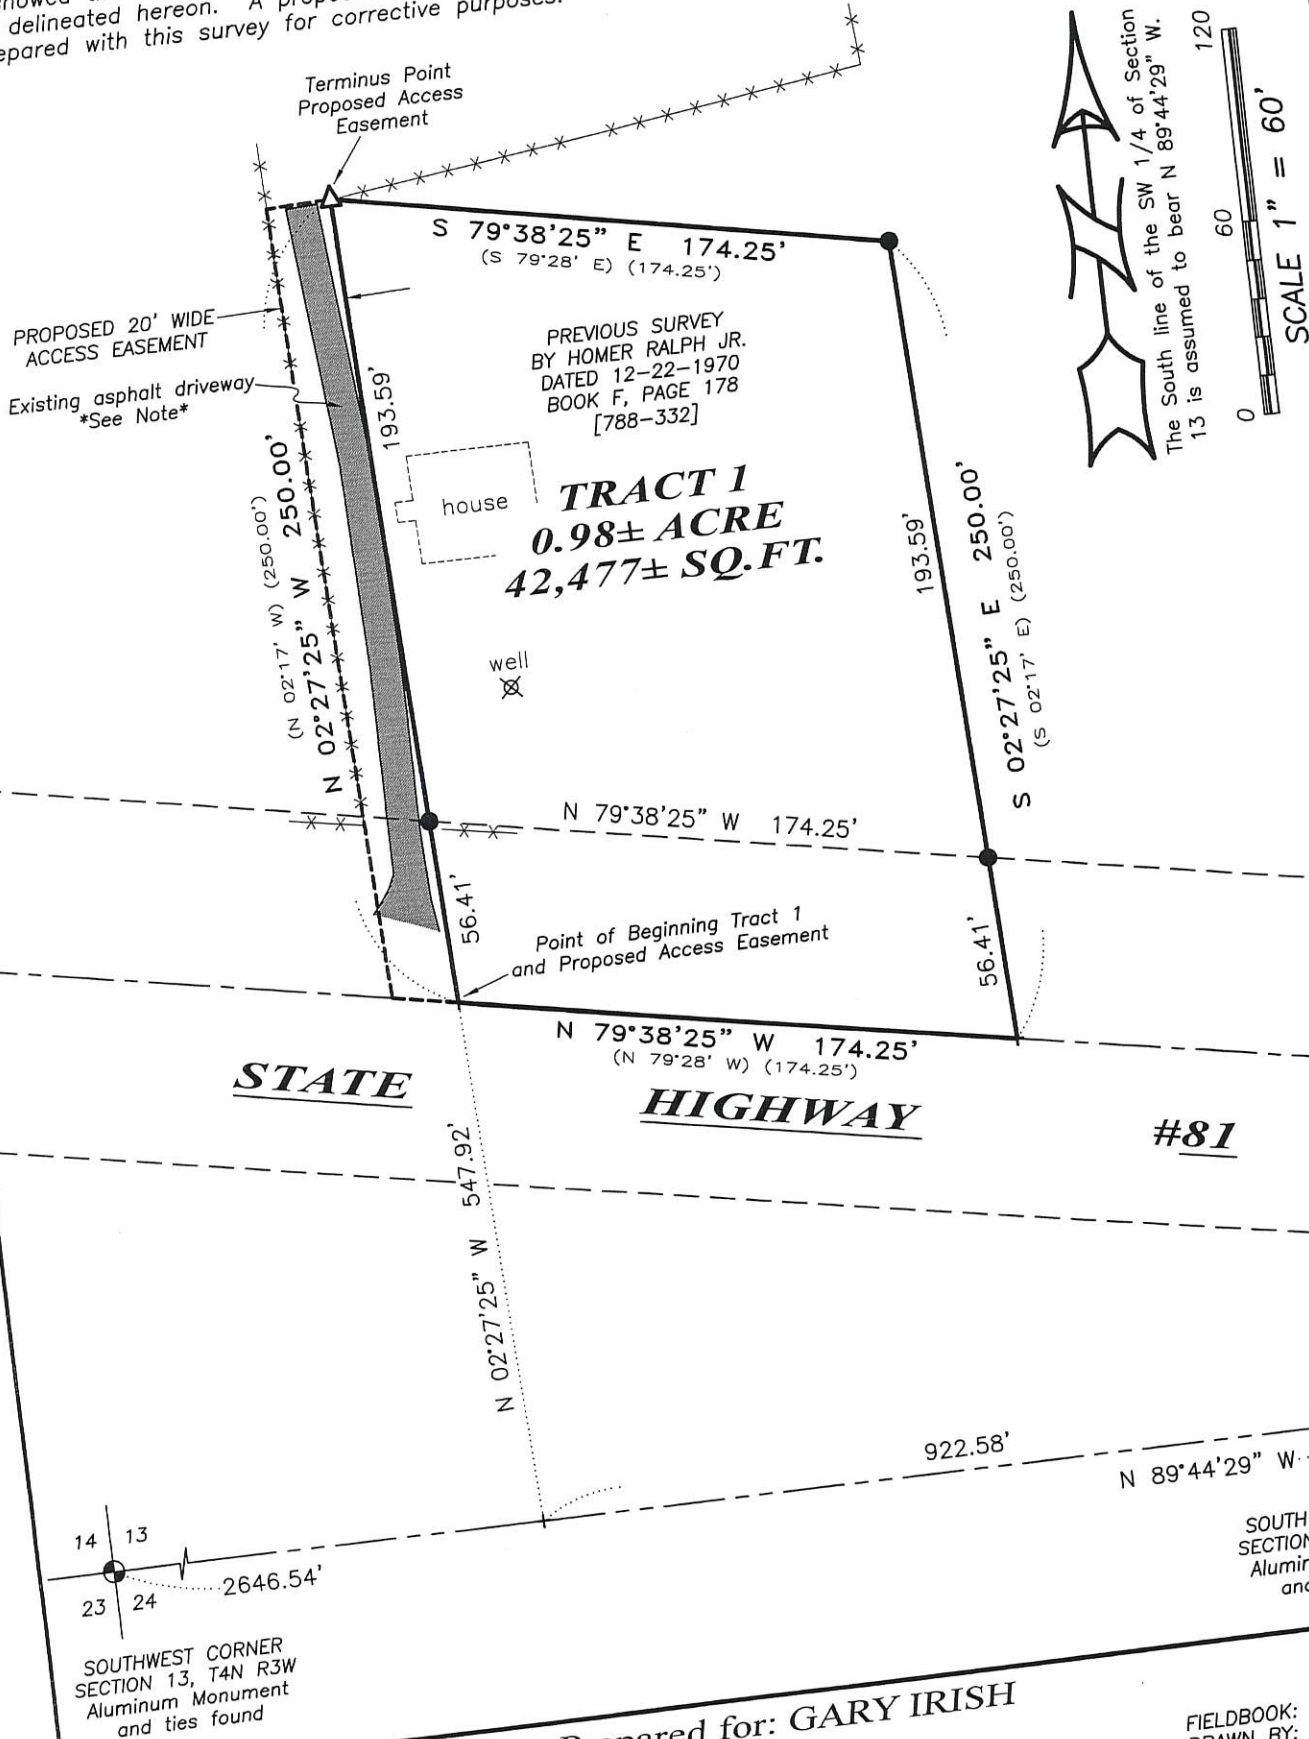 delineated hereon. A
with this survey for corrective purposes.
Terminus Point
Proposed Access
Easement
The South line of the SW 1/4 of Section
13 is assumed to bear N 89°44'29" W.
0 60 120
SCALE 1" = 60'
S 79°38'25" E 174.25'
(S 79°28' E) (174.25')
PROPOSED 20' WIDE
ACCESS EASEMENT
Existing asphalt driveway
*See Note*
PREVIOUS SURVEY
BY HOMER RALPH JR.
DATED 12-22-1970
BOOK F, PAGE 178
[788-332]
193.59'
N 02°27'25" W 250.00'
(N 02°17' W) (250.00')
house
TRACT 1
0.98± ACRE
42,477± SQ.FT.
193.59'
S 02°27'25" E 250.00'
(S 02°17' E) (250.00')
well
N 79°38'25" W 174.25'
56.41'
Point of Beginning Tract 1
and Proposed Access Easement
56.41'
N 79°38'25" W 174.25'
(N 79°28' W) (174.25')
STATE HIGHWAY #81
N 02°27'25" W 547.92'
922.58'
N 89°44'29" W
14 13
23 24
2646.54'
SOUTHWEST CORNER
SECTION 13, T4N R3W
Aluminum Monument
and ties found
SOUTH
SECTION
for: GARY IRISH
FIELDBOOK:
BY: